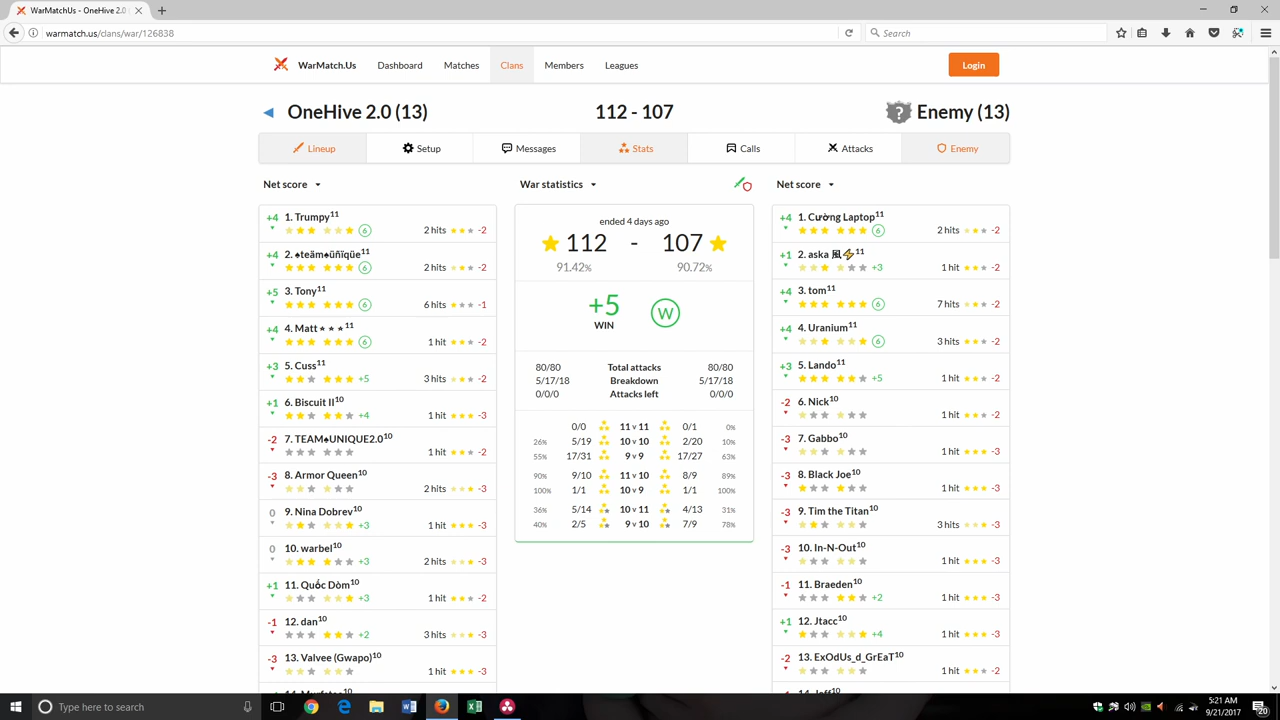 WarMatchUs - OneHive 2.0
warmatch.us/clans/war/126838
Search
WarMatch.Us Dashboard Matches Clans Members Leagues Login
OneHive 2.0 (13) 112 - 107 Enemy (13)
Lineup Setup Messages Stats Calls Attacks Enemy
Net score War statistics Net score
+4 1. Trumpy11
6 2 hits -2
+4 2. ♠teäm♠üñïqüe11
6 2 hits -2
+5 3. Tony11
6 6 hits -1
+4 4. Matt ★ ★ ★11
6 1 hit -2
+3 5. Cuss11
+5 3 hits -2
+1 6. Biscuit II10
+4 1 hit -3
-2 7. TEAM♠UNIQUE2.010
1 hit -2
-3 8. Armor Queen10
2 hits -3
0 9. Nina Dobrev10
+3 1 hit -3
0 10. warbel10
+3 2 hits -3
+1 11. Quốc Dòm10
+3 1 hit -2
-1 12. dan10
+2 3 hits -3
-3 13. Valvee (Gwapo)10
1 hit -3
ended 4 days ago
112 - 107
91.42% 90.72%
+5 W
WIN
80/80 Total attacks 80/80
5/17/18 Breakdown 5/17/18
0/0/0 Attacks left 0/0/0
0/0 11 v 11 0/1 0%
26% 5/19 10 v 10 2/20 10%
55% 17/31 9 v 9 17/27 63%
90% 9/10 11 v 10 8/9 89%
100% 1/1 10 v 9 1/1 100%
36% 5/14 10 v 11 4/13 31%
40% 2/5 9 v 10 7/9 78%
+4 1. Cường Laptop11
6 2 hits -2
+1 2. aska 風⚡11
+3 1 hit -2
+4 3. tom11
6 7 hits -2
+4 4. Uranium11
6 3 hits -2
+3 5. Lando11
+5 1 hit -2
-2 6. Nick10
1 hit -2
-3 7. Gabbo10
1 hit -3
-3 8. Black Joe10
1 hit -3
-3 9. Tim the Titan10
3 hits -3
-3 10. In-N-Out10
1 hit -3
-1 11. Braeden10
+2 1 hit -3
+1 12. Jtacc10
+4 1 hit -3
-2 13. ExOdUs_d_GrEaT10
1 hit -2
Type here to search
5:21 AM
9/21/2017
20